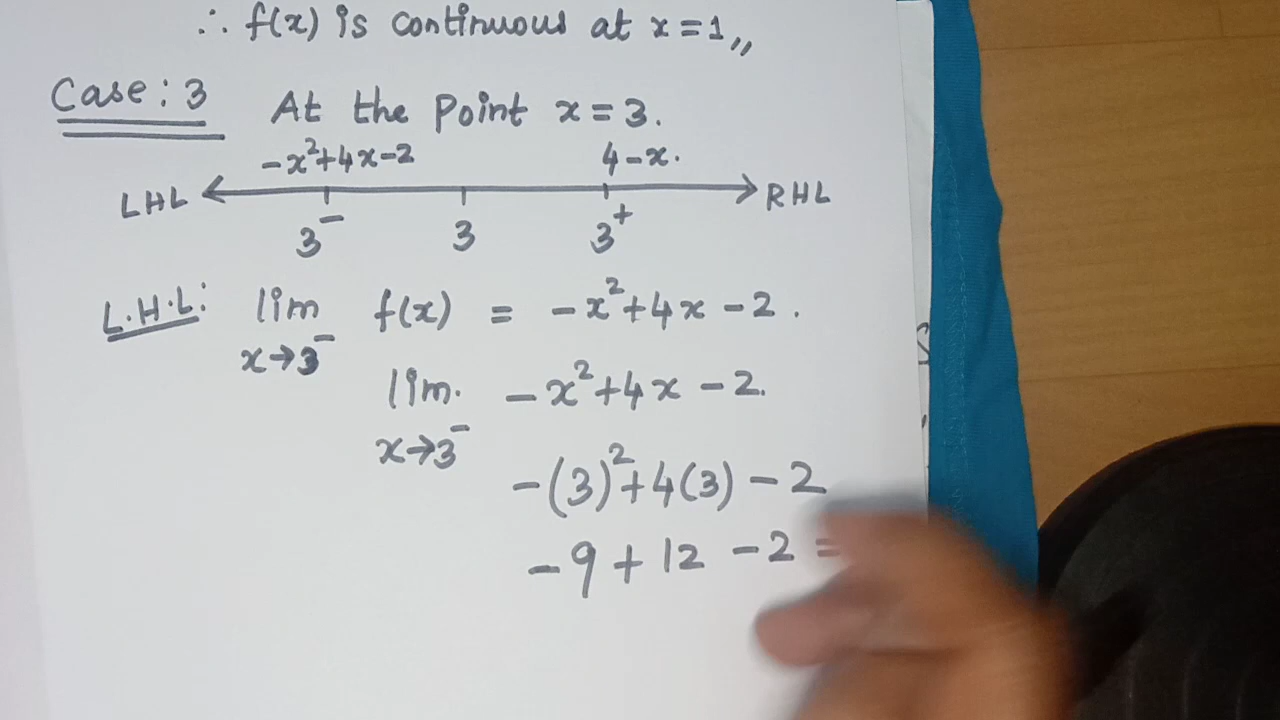 ∴ f(x) is continuous at x=1,,
Case: 3 At the point x=3.
-x²+4x-2 4-x.
LHL RHL
3⁻ 3 3⁺
L.H.L: lim f(x) = -x²+4x-2.
x→3⁻
lim. -x²+4x-2.
x→3⁻
-(3)²+4(3)-2
-9+12-2=